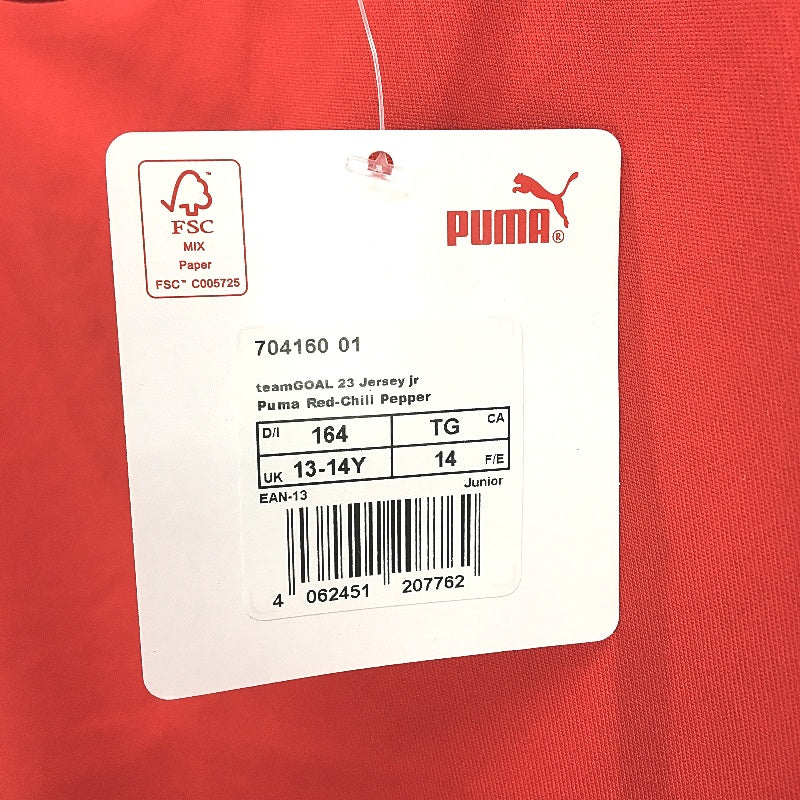 FSC
MIX
Paper
FSC™ C005725
PUMA®
704160 01
teamGOAL 23 Jersey jr
Puma Red-Chili Pepper
D/I 164 TG CA
UK 13-14Y 14 F/E
EAN-13 Junior
4 062451 207762